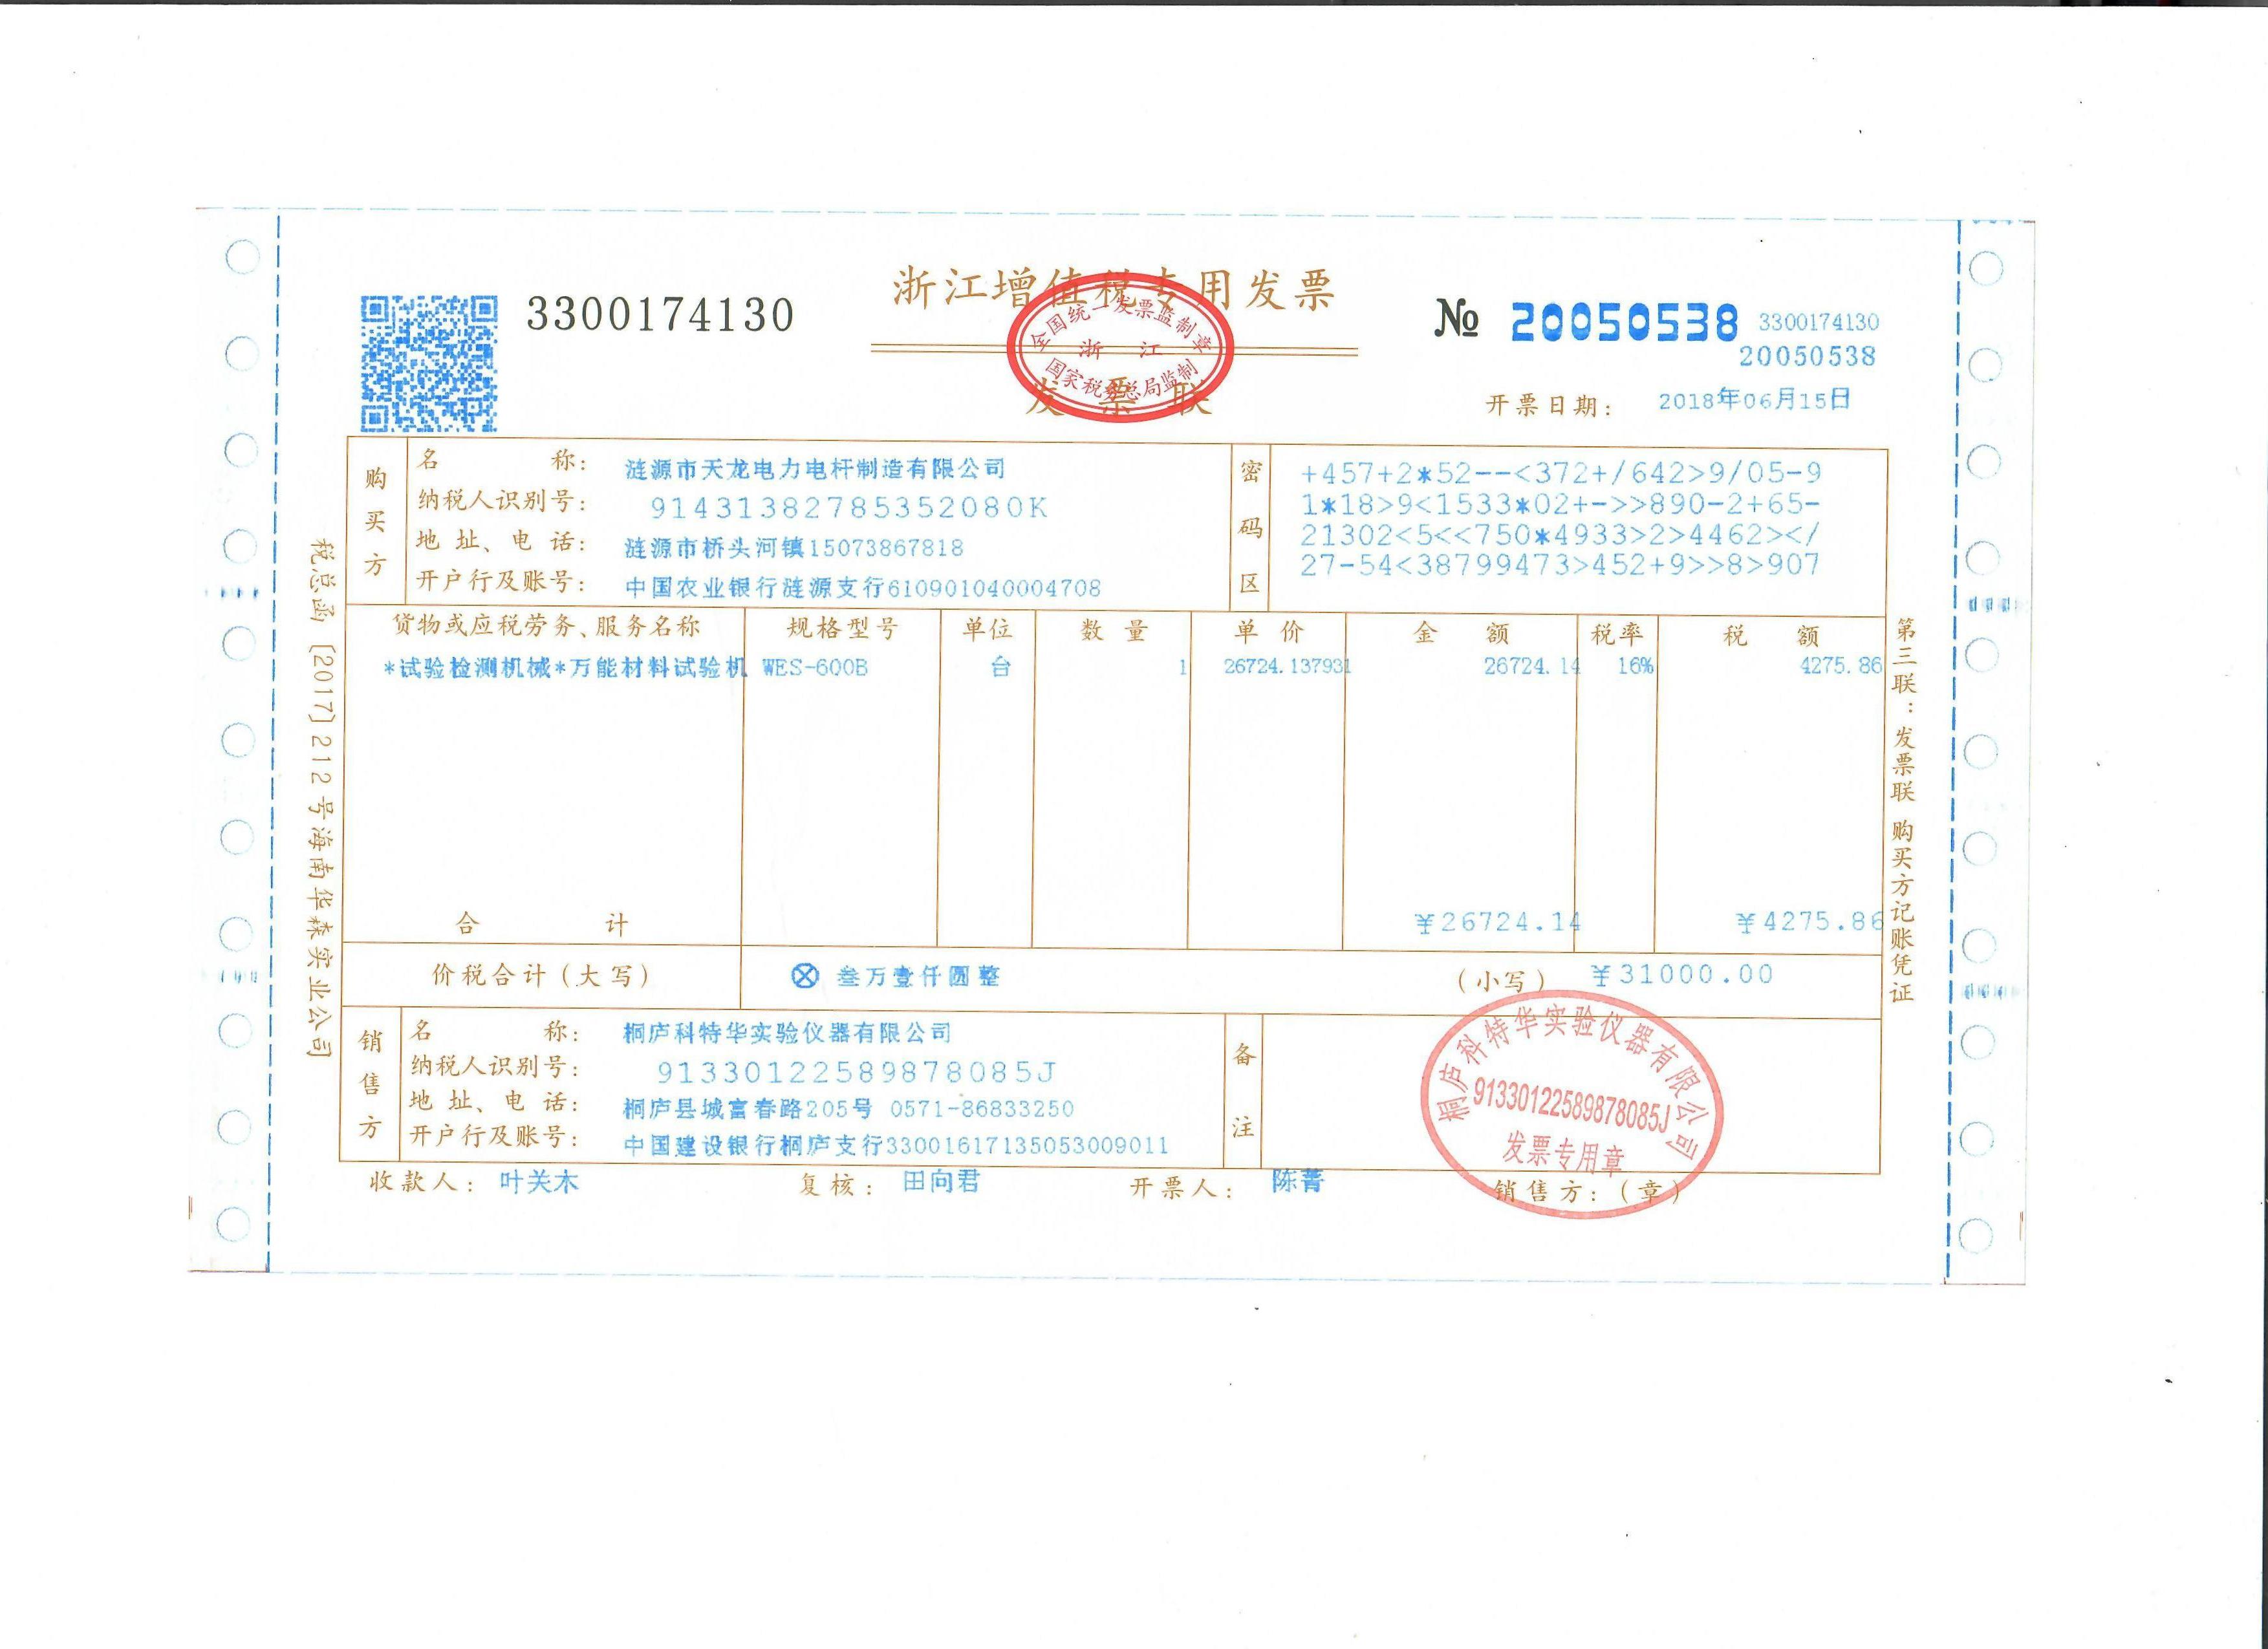 浙江增值税专用发票
3300174130
№ 20050538 3300174130
20050538
全国统一发票监制章
浙 江
国家税务总局监制
发 票 联
开票日期: 2018年06月15日
购买方
名 称: 涟源市天龙电力电杆制造有限公司
纳税人识别号: 91431382785352080K
地 址、电 话: 涟源市桥头河镇15073867818
开户行及账号: 中国农业银行涟源支行610901040004708
密码区
+457+2*52--<372+/642>9/05-9
1*18>9<1533*02+->>890-2+65-
21302<5<<750*4933>2>4462></
27-54<38799473>452+9>>8>907
货物或应税劳务、服务名称 规格型号 单位 数 量 单 价 金 额 税率 税 额
*试验检测机械*万能材料试验机 WES-600B 台 1 26724.137931 26724.14 16% 4275.86
合 计 ¥26724.14 ¥4275.86
价税合计(大写) ⊗ 叁万壹仟圆整 (小写) ¥31000.00
销售方
名 称: 桐庐科特华实验仪器有限公司
纳税人识别号: 91330122589878085J
地 址、电 话: 桐庐县城富春路205号 0571-86833250
开户行及账号: 中国建设银行桐庐支行33001617135053009011
备注
桐庐科特华实验仪器有限公司
91330122589878085J
发票专用章
收款人: 叶关木 复核: 田向君 开票人: 陈菁 销售方:(章)
税总函〔2017〕212号海南华森实业公司
第三联:发票联 购买方记账凭证